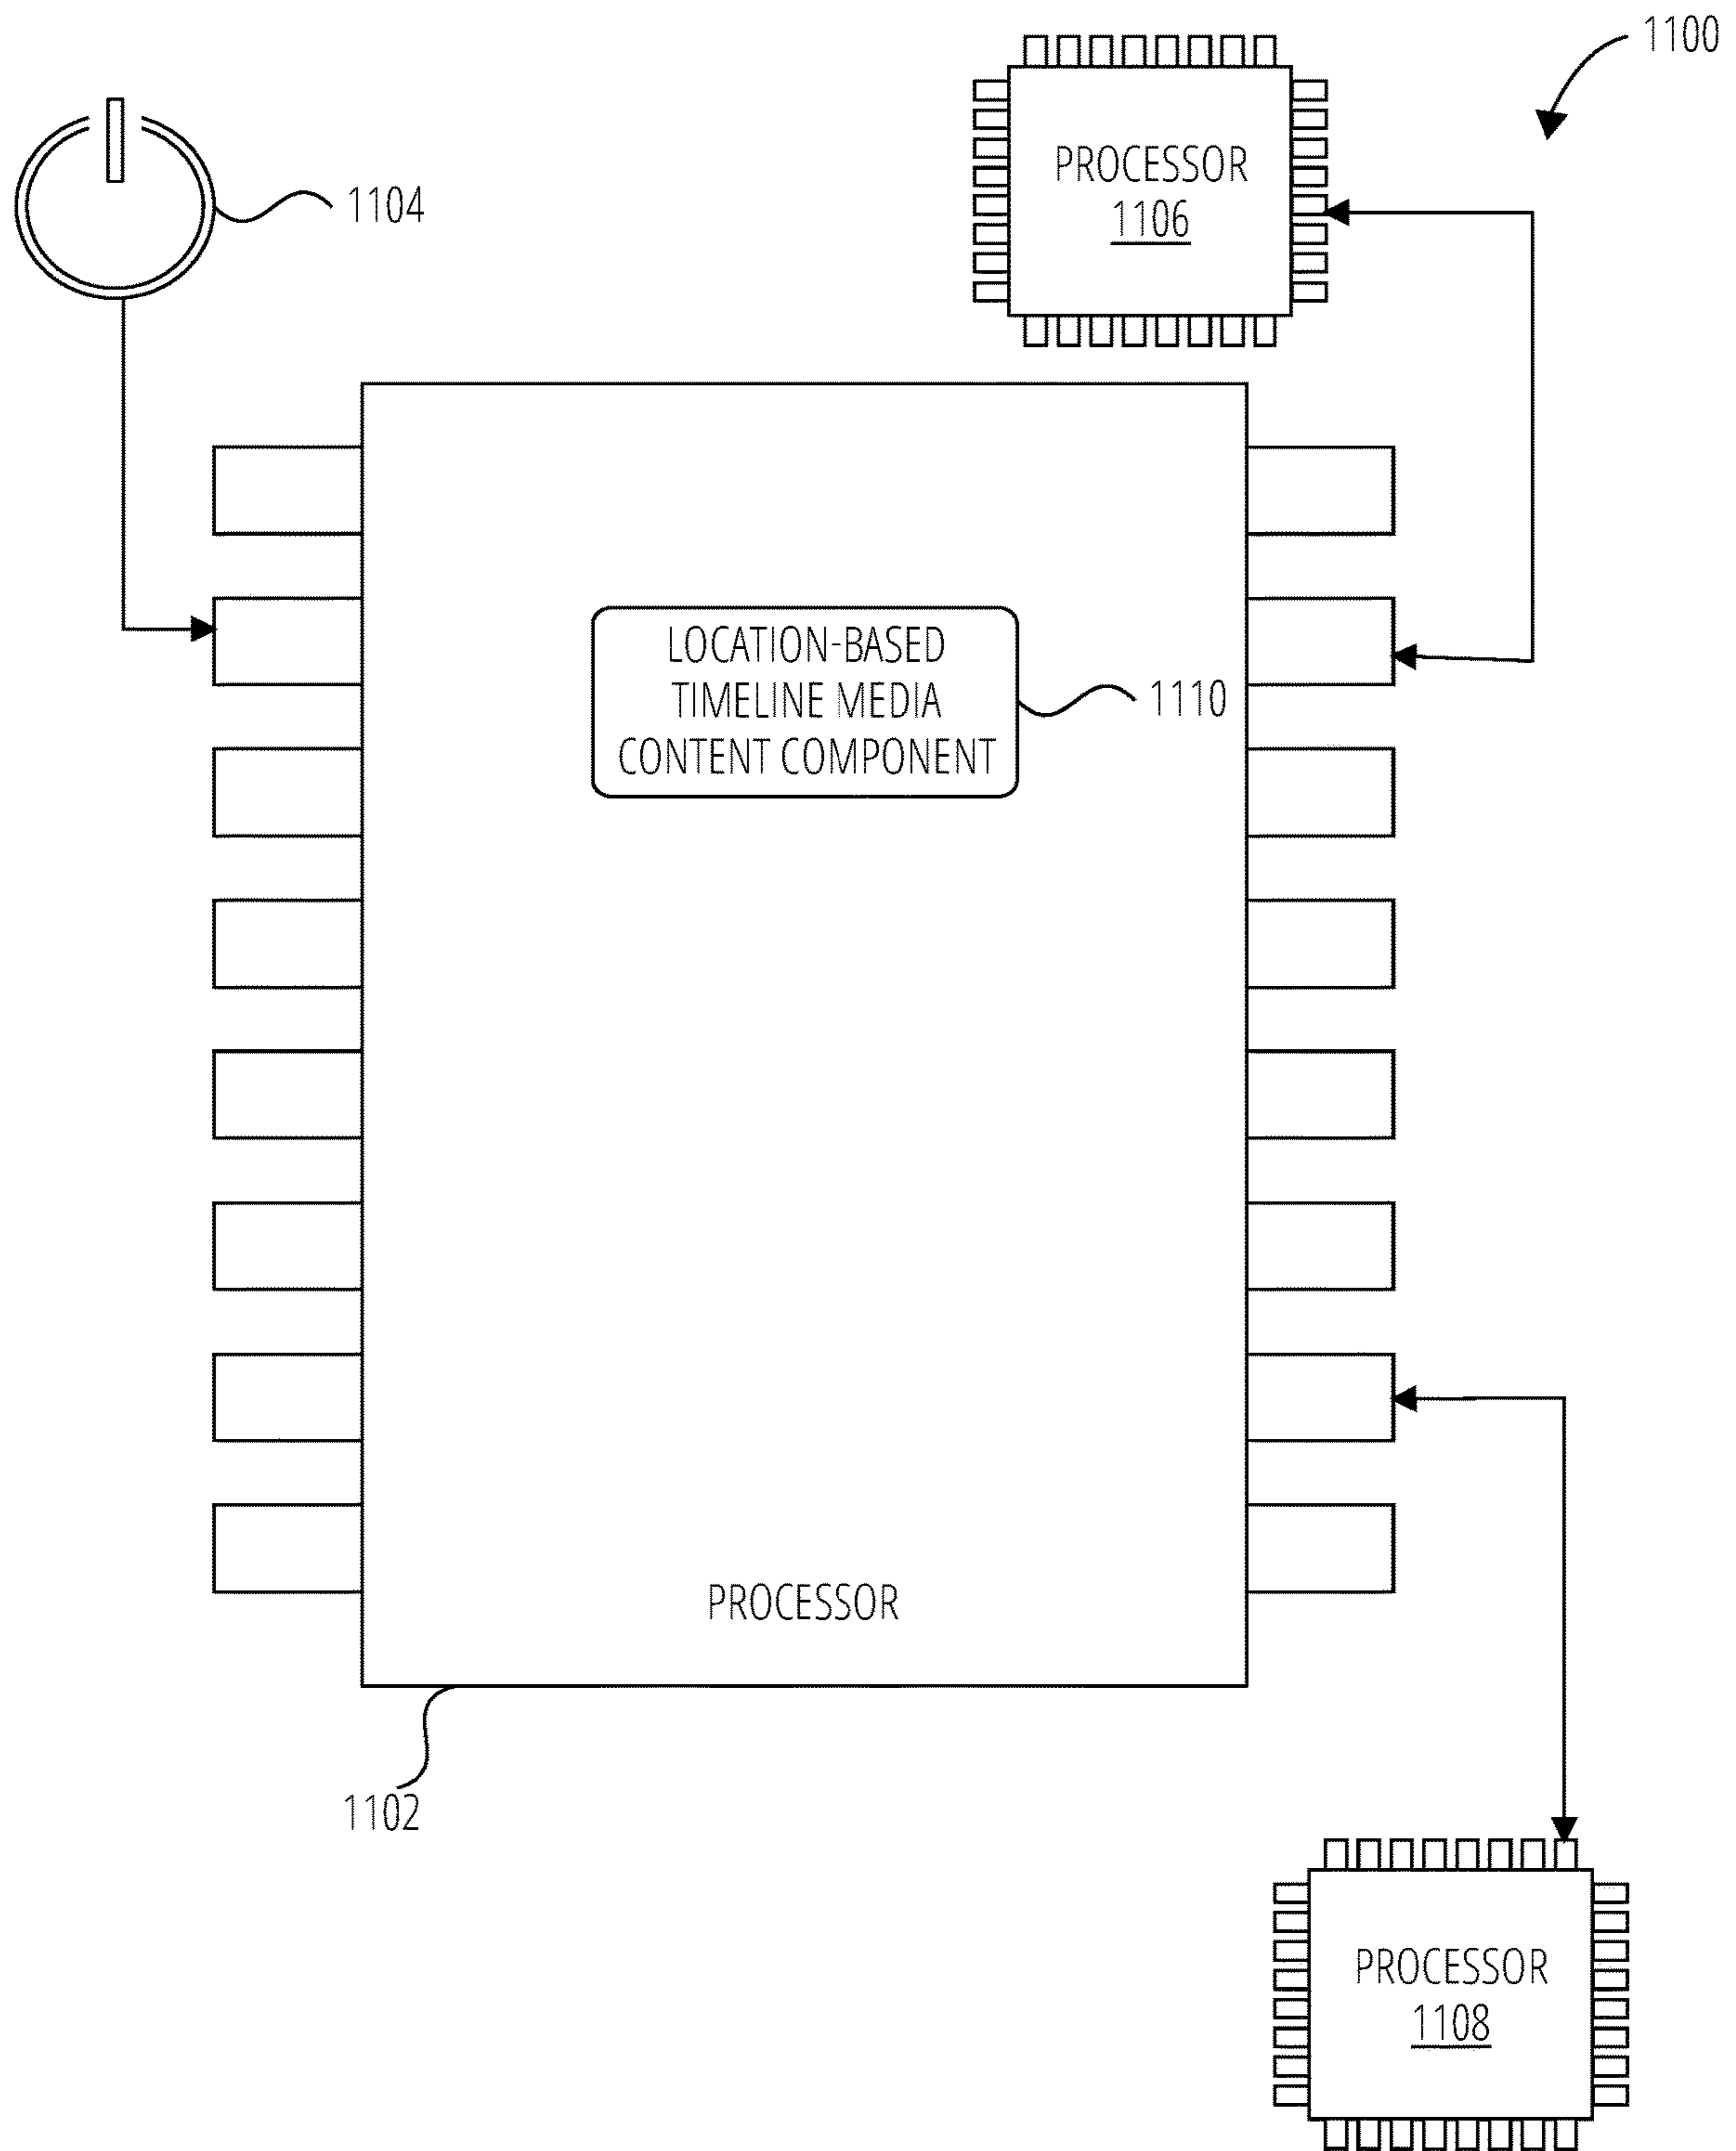 1100
PROCESSOR
1106
1104
LOCATION-BASED
TIMELINE MEDIA
CONTENT COMPONENT
1110
PROCESSOR
1102
PROCESSOR
1108